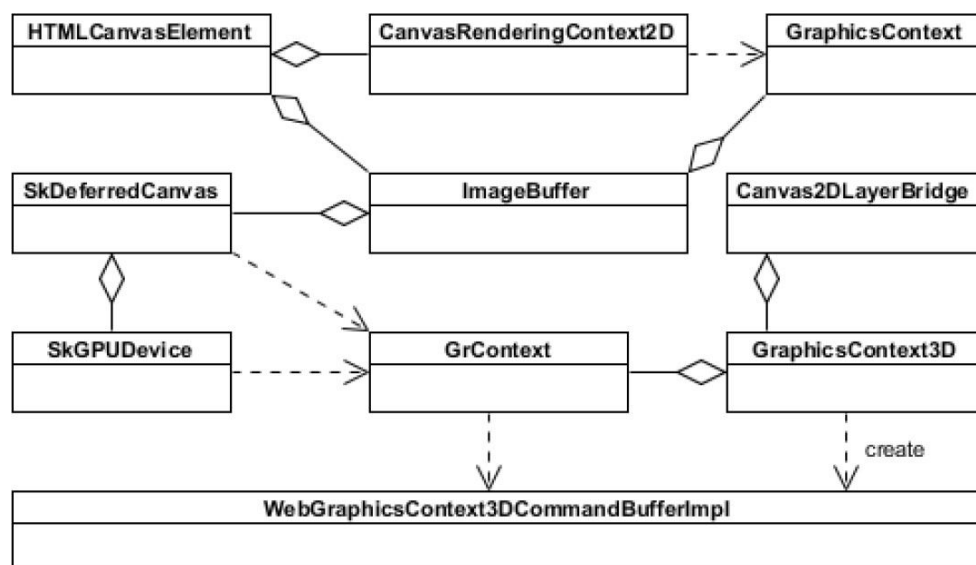 HTMLCanvasElement
CanvasRenderingContext2D
GraphicsContext
SkDeferredCanvas
ImageBuffer
Canvas2DLayerBridge
SkGPUDevice
GrContext
GraphicsContext3D
create
WebGraphicsContext3DCommandBufferImpl